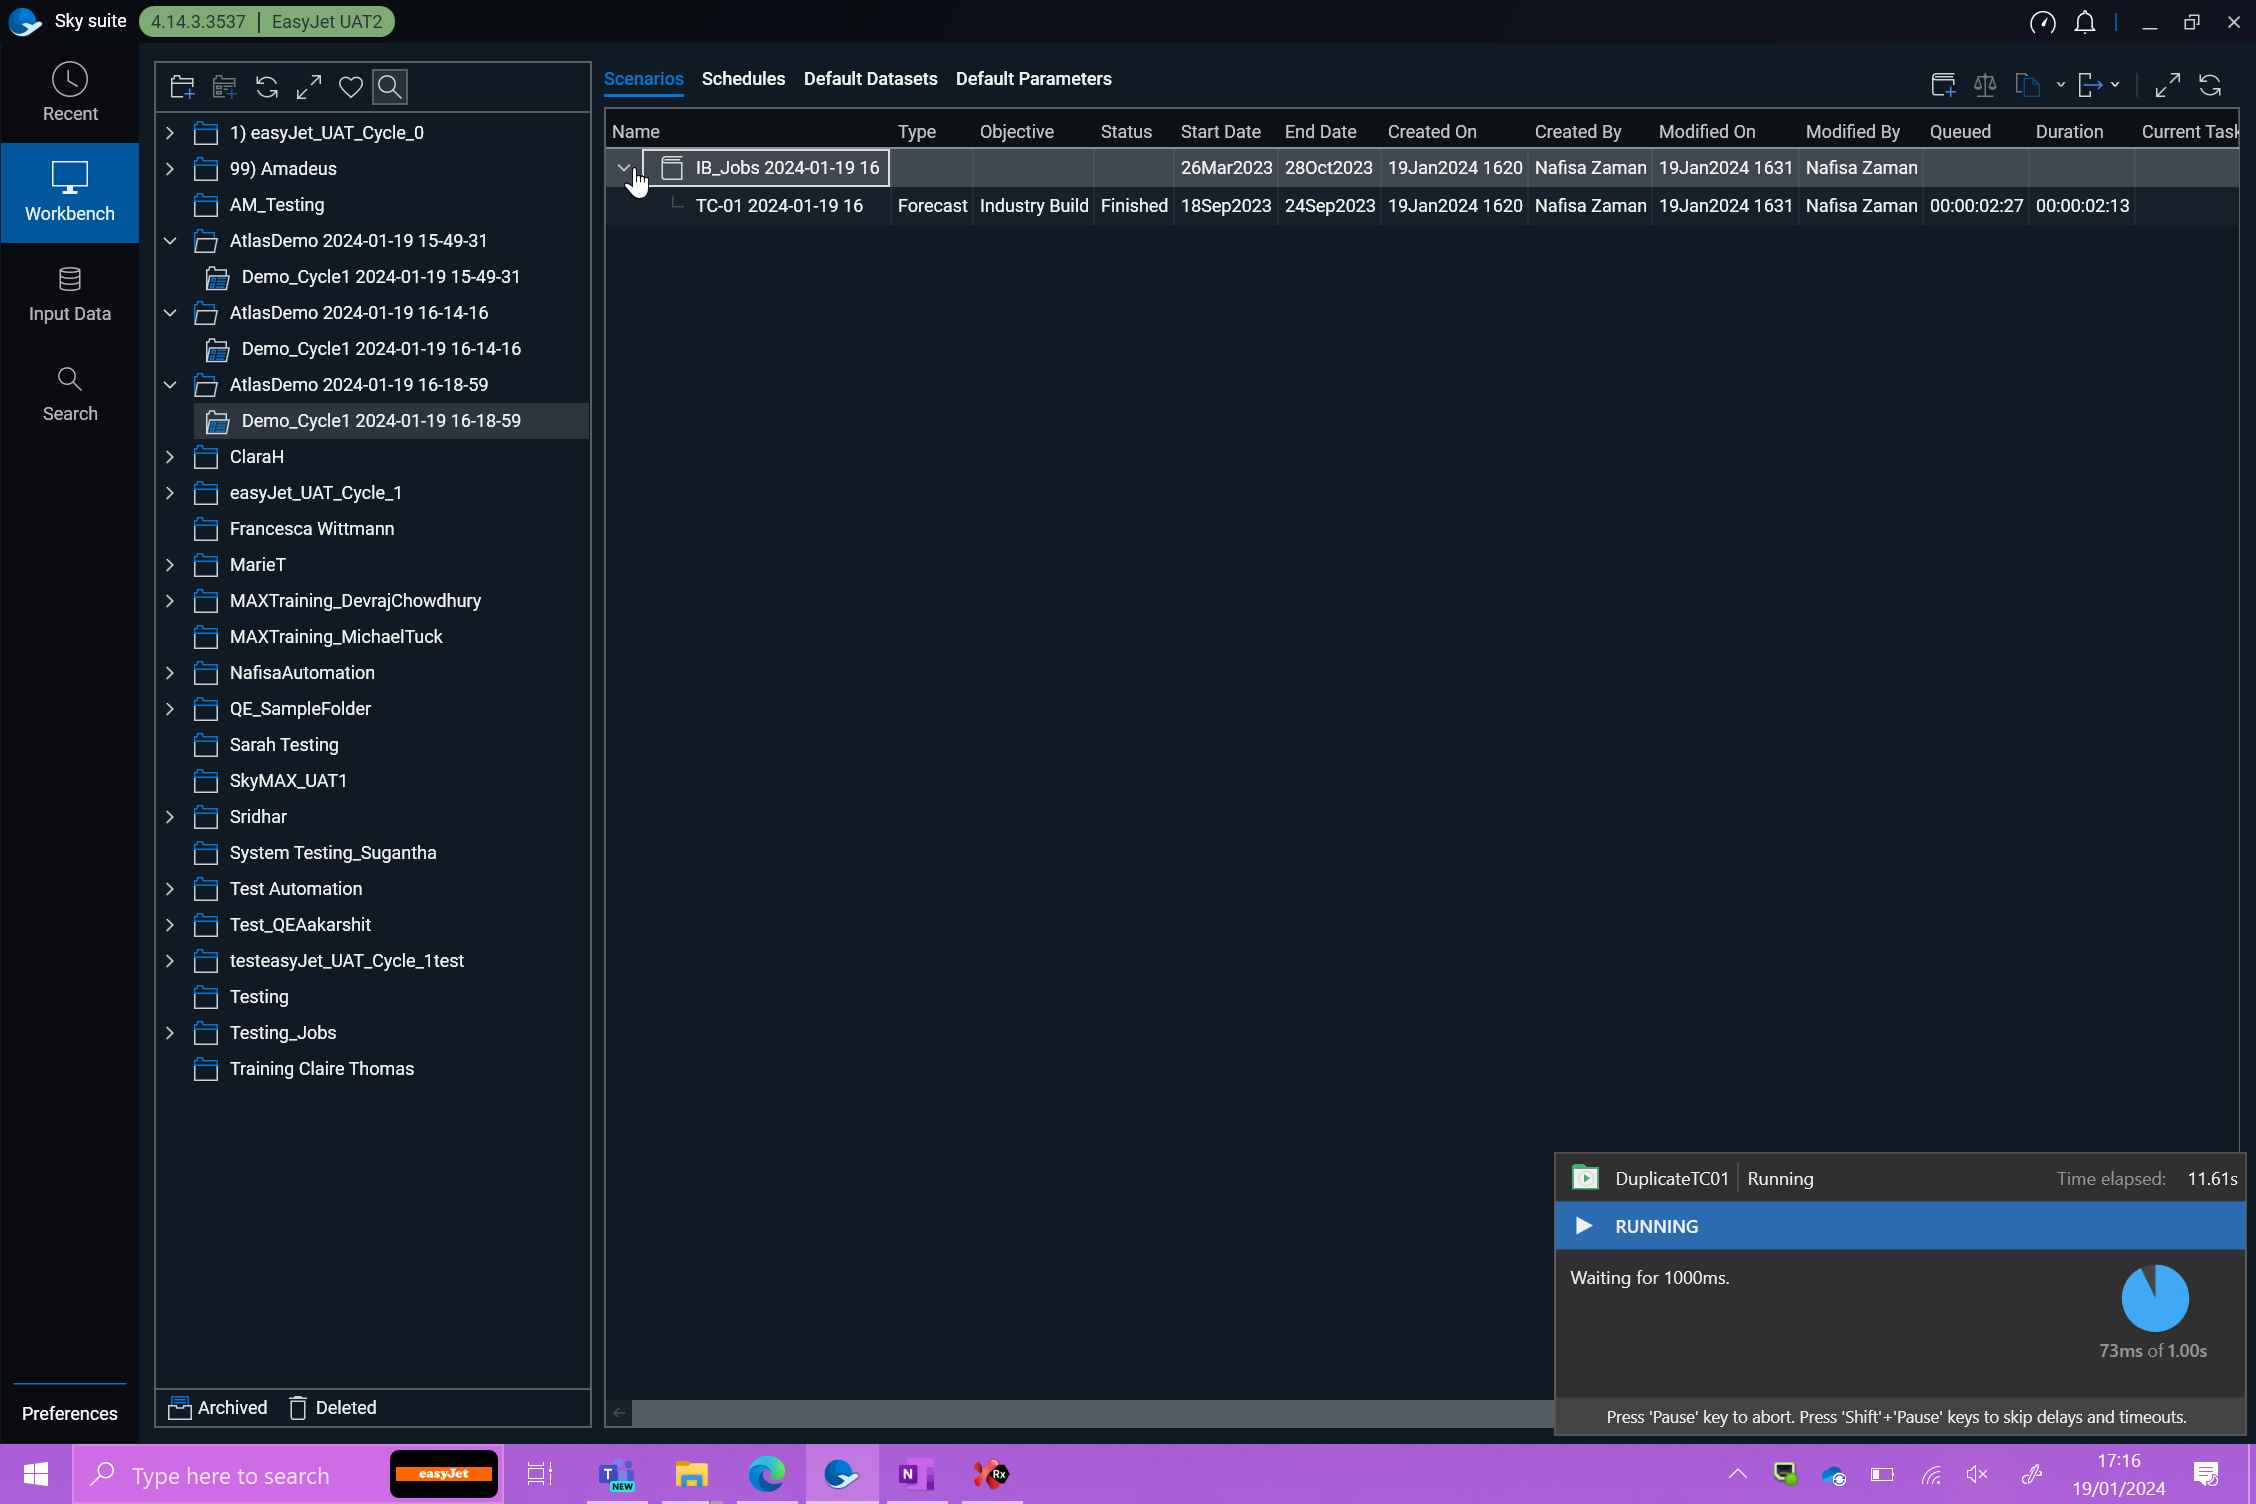 Sky suite 4.14.3.3537 | EasyJet UAT2
Recent
Workbench
Input Data
Search
Preferences
1) easyJet_UAT_Cycle_0
99) Amadeus
AM_Testing
AtlasDemo 2024-01-19 15-49-31
Demo_Cycle1 2024-01-19 15-49-31
AtlasDemo 2024-01-19 16-14-16
Demo_Cycle1 2024-01-19 16-14-16
AtlasDemo 2024-01-19 16-18-59
Demo_Cycle1 2024-01-19 16-18-59
ClaraH
easyJet_UAT_Cycle_1
Francesca Wittmann
MarieT
MAXTraining_DevrajChowdhury
MAXTraining_MichaelTuck
NafisaAutomation
QE_SampleFolder
Sarah Testing
SkyMAX_UAT1
Sridhar
System Testing_Sugantha
Test Automation
Test_QEAakarshit
testeasyJet_UAT_Cycle_1test
Testing
Testing_Jobs
Training Claire Thomas
Archived Deleted
Scenarios Schedules Default Datasets Default Parameters
Name Type Objective Status Start Date End Date Created On Created By Modified On Modified By Queued Duration Current Task
IB_Jobs 2024-01-19 16 26Mar2023 28Oct2023 19Jan2024 1620 Nafisa Zaman 19Jan2024 1631 Nafisa Zaman
TC-01 2024-01-19 16 Forecast Industry Build Finished 18Sep2023 24Sep2023 19Jan2024 1620 Nafisa Zaman 19Jan2024 1631 Nafisa Zaman 00:00:02:27 00:00:02:13
DuplicateTC01 | Running Time elapsed: 11.61s
RUNNING
Waiting for 1000ms.
73ms of 1.00s
Press 'Pause' key to abort. Press 'Shift'+'Pause' keys to skip delays and timeouts.
Type here to search
easyJet
T
NEW
N
Rx
17:16
19/01/2024